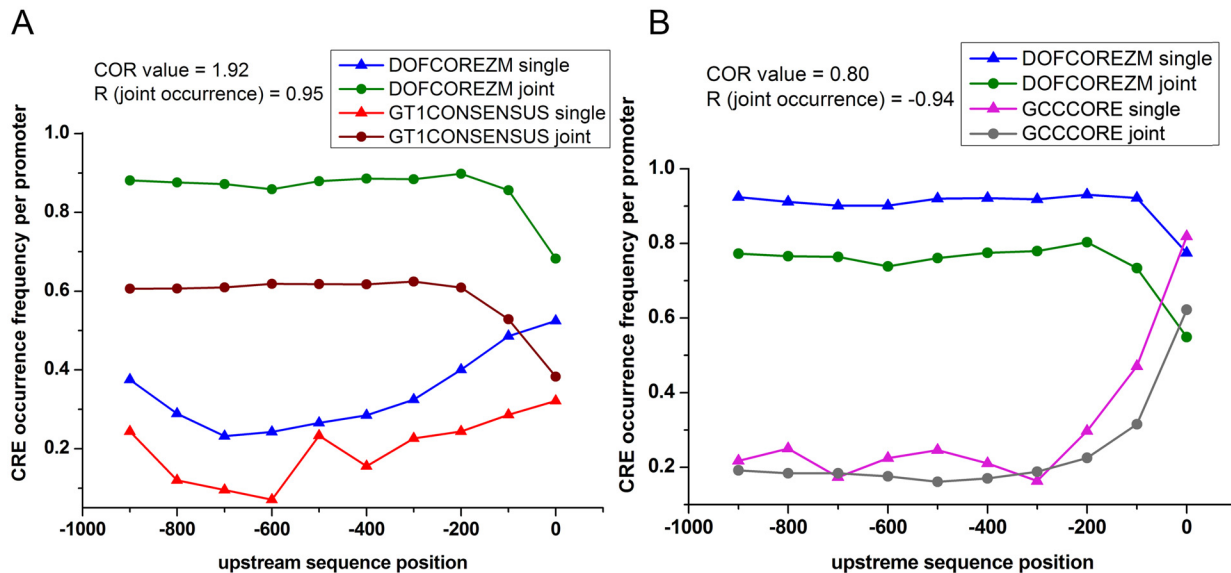 A
COR value = 1.92
R (joint occurrence) = 0.95
DOFCOREZM single
DOFCOREZM joint
GT1CONSENSUS single
GT1CONSENSUS joint
CRE occurrence frequency per promoter
1.0
0.8
0.6
0.4
0.2
-1000
-800
-600
-400
-200
0
upstream sequence position
B
COR value = 0.80
R (joint occurrence) = -0.94
DOFCOREZM single
DOFCOREZM joint
GCCCORE single
GCCCORE joint
CRE occurrence frequency per promoter
1.0
0.8
0.6
0.4
0.2
-1000
-800
-600
-400
-200
0
upstreme sequence position